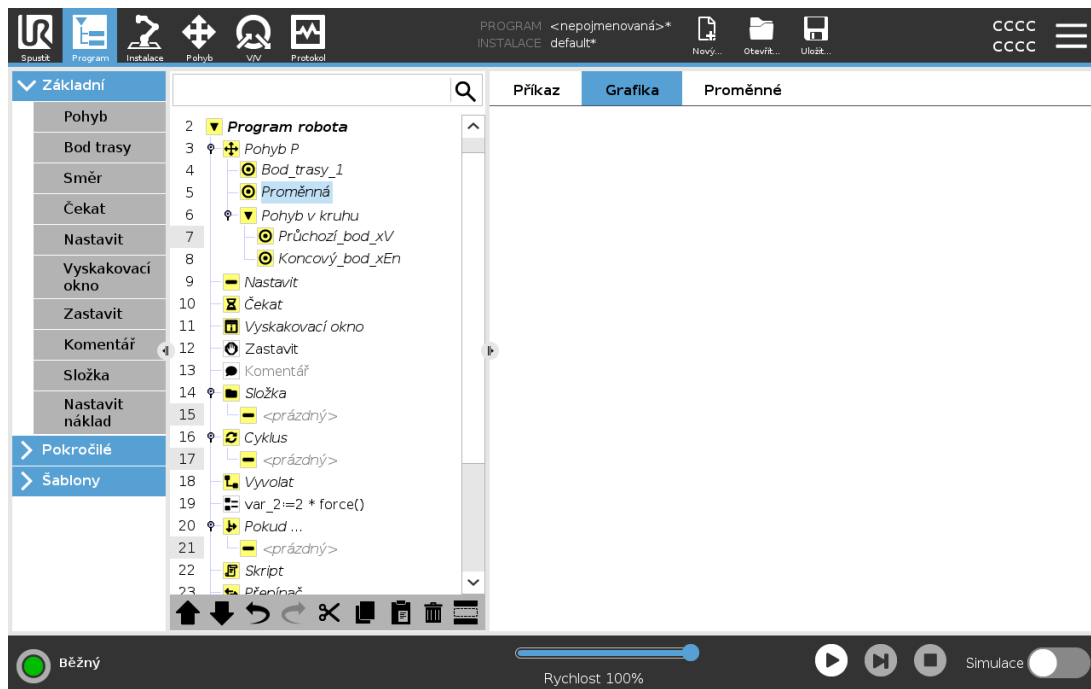 PROGRAM <nepojmenovaná>*
INSTALACE default*
CCCC
CCCC
UR
Spustit
Program
Instalace
Pohyb
V/V
Protokol
Nový...
Otevřít...
Uložit...
Základní
Pohyb
Bod trasy
Směr
Čekat
Nastavit
Vyskakovací
okno
Zastavit
Komentář
Složka
Nastavit
náklad
Pokročilé
Šablony
2 Program robota
3 Pohyb P
4 Bod_trasy_1
5 Proměnná
6 Pohyb v kruhu
7 Průchozí_bod_xV
8 Koncový_bod_xEn
9 Nastavit
10 Čekat
11 Vyskakovací okno
12 Zastavit
13 Komentář
14 Složka
15 <prázdný>
16 Cyklus
17 <prázdný>
18 Vyvolat
19 var_2:=2 * force()
20 Pokud ...
21 <prázdný>
22 Skript
23 Přepínač
Příkaz
Grafika
Proměnné
Běžný
Rychlost 100%
Simulace